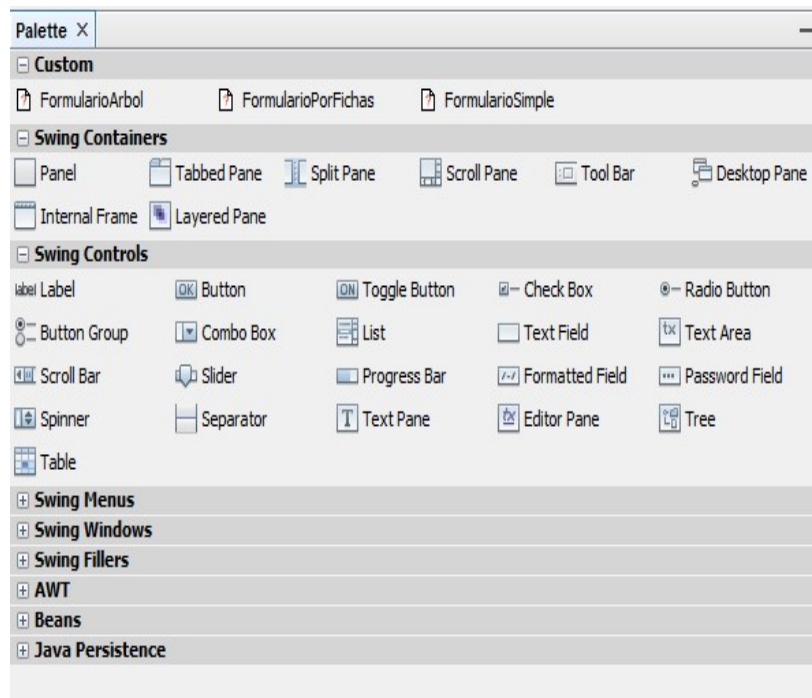 Palette
Custom
FormularioArbol FormularioPorFichas FormularioSimple
Swing Containers
Panel Tabbed Pane Split Pane Scroll Pane Tool Bar Desktop Pane
Internal Frame Layered Pane
Swing Controls
label Label OK Button ON Toggle Button Check Box Radio Button
Button Group Combo Box List Text Field tx Text Area
Scroll Bar Slider Progress Bar Formatted Field Password Field
Spinner Separator T Text Pane tx Editor Pane Tree
Table
Swing Menus
Swing Windows
Swing Fillers
AWT
Beans
Java Persistence